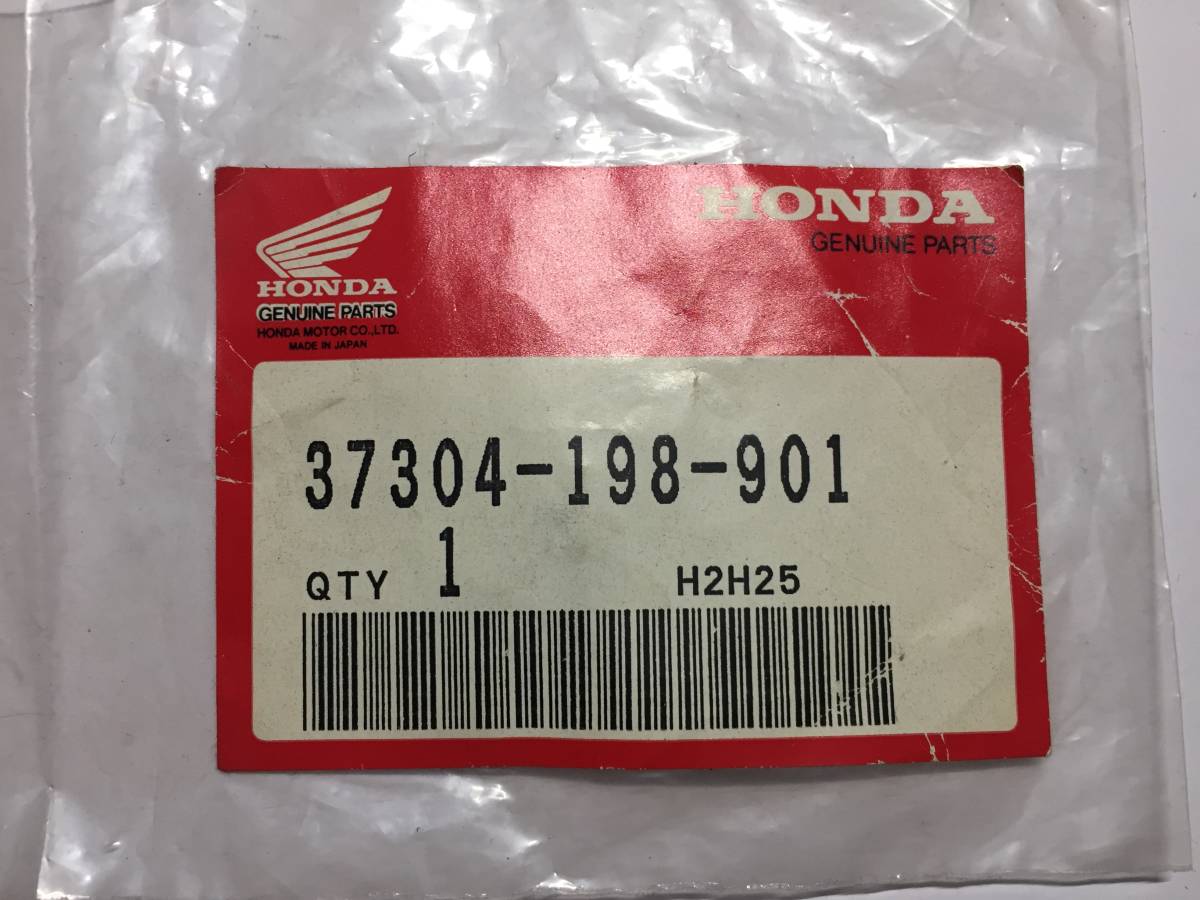 HONDA
GENUINE PARTS
HONDA MOTOR CO.,LTD.
MADE IN JAPAN
HONDA
GENUINE PARTS
37304-198-901
QTY 1 H2H25